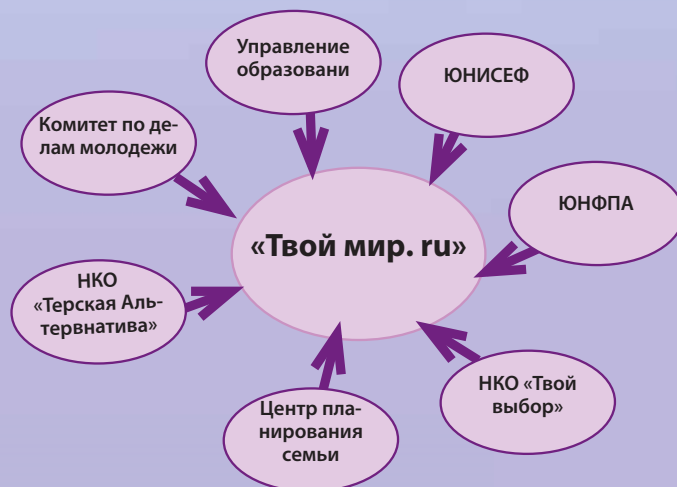 Управление
образовани
ЮНИСЕФ
Комитет по де-
лам молодежи
ЮНФПА
«Твой мир. ru»
НКО
«Терская Аль-
тервнатива»
НКО «Твой
выбор»
Центр пла-
нирования
семьи